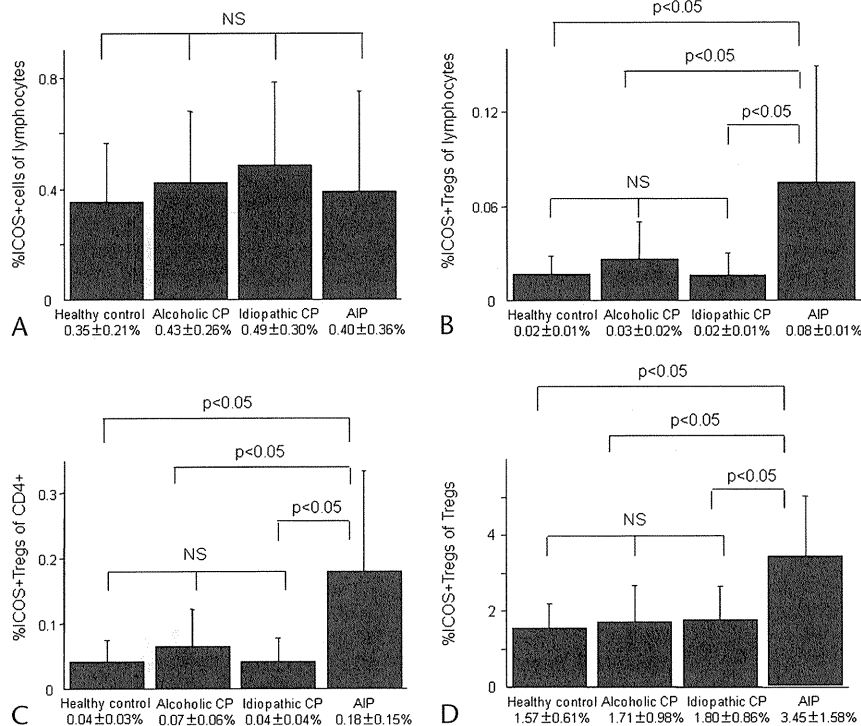 NS
%ICOS+cells of lymphocytes
0.8
0.4
0
Healthy control Alcoholic CP Idiopathic CP AIP
0.35±0.21% 0.43±0.26% 0.49±0.30% 0.40±0.36%
A
p<0.05
p<0.05
p<0.05
NS
%ICOS+Tregs of lymphocytes
0.12
0.06
0
Healthy control Alcoholic CP Idiopathic CP AIP
0.02±0.01% 0.03±0.02% 0.02±0.01% 0.08±0.01%
B
p<0.05
p<0.05
p<0.05
NS
%ICOS+Tregs of CD4+
0.3
0.2
0.1
0
Healthy control Alcoholic CP Idiopathic CP AIP
0.04±0.03% 0.07±0.06% 0.04±0.04% 0.18±0.15%
C
p<0.05
p<0.05
p<0.05
NS
%ICOS+Tregs of Tregs
4
2
0
Healthy control Alcoholic CP Idiopathic CP AIP
1.57±0.61% 1.71±0.98% 1.80±0.86% 3.45±1.58%
D